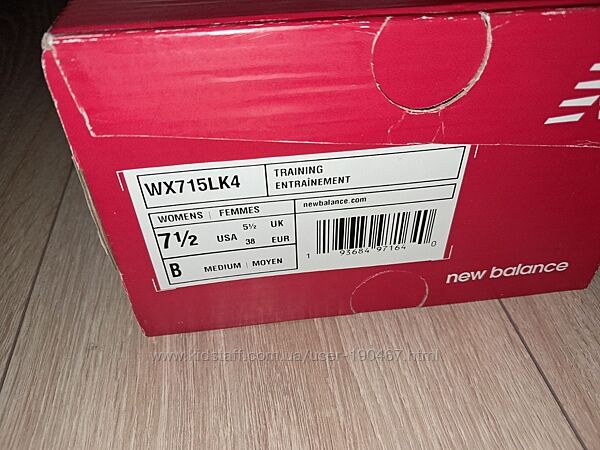 WX715LK4
TRAINING
ENTRAÎNEMENT
WOMENS | FEMMES
7½ USA 5½ UK
38 EUR
B MEDIUM | MOYEN
newbalance.com
1 93684 97164 0
new balance
www.kidstaff.com.ua/user-190467.html